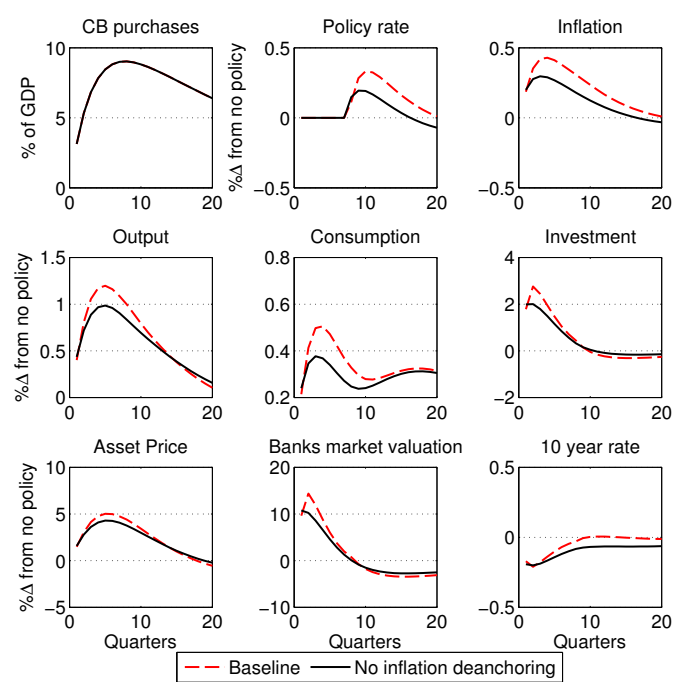 CB purchases Policy rate Inflation
10 0.5 0.5
% of GDP %Δ from no policy
5 0 0
0 −0.5 −0.5
0 10 20 0 10 20 0 10 20
Output Consumption Investment
1.5 0.8 4
%Δ from no policy
1 0.6 2
0.5 0.4 0
0 0.2 −2
0 10 20 0 10 20 0 10 20
Asset Price Banks market valuation 10 year rate
10 20 0.5
%Δ from no policy
5 10 0
0 0
−5 −10 −0.5
0 10 20 0 10 20 0 10 20
Quarters Quarters Quarters
Baseline No inflation deanchoring